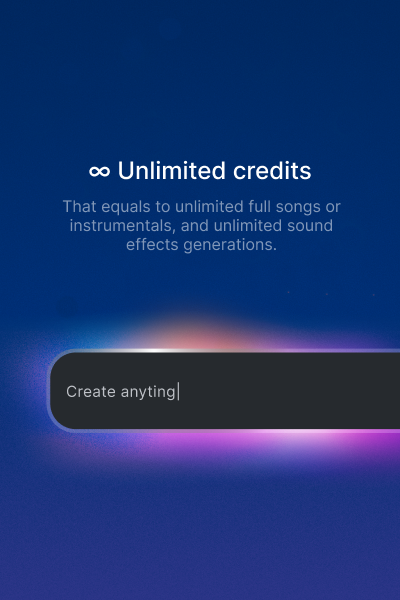 ∞ Unlimited credits
That equals to unlimited full songs or
instrumentals, and unlimited sound
effects generations.
Create anyting